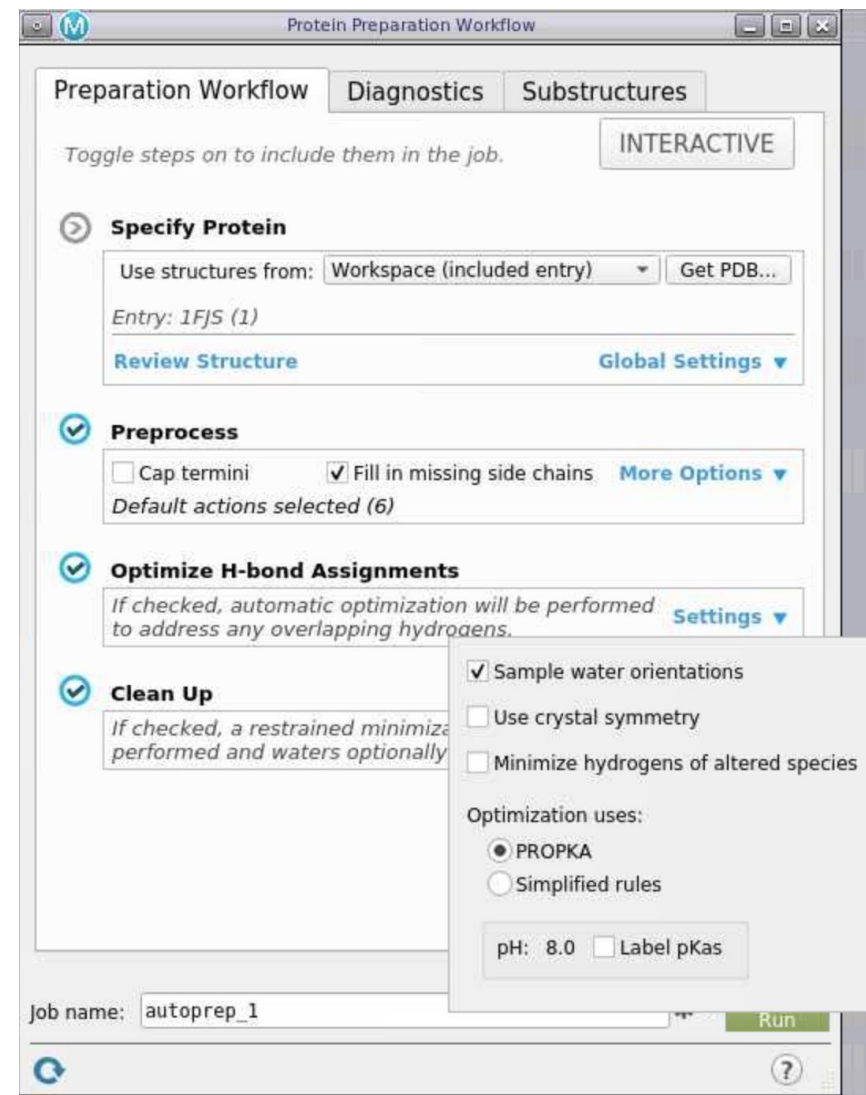 Protein Preparation Workflow
Preparation Workflow Diagnostics Substructures
Toggle steps on to include them in the job. INTERACTIVE
Specify Protein
Use structures from: Workspace (included entry) Get PDB...
Entry: 1FJS (1)
Review Structure Global Settings
Preprocess
Cap termini Fill in missing side chains More Options
Default actions selected (6)
Optimize H-bond Assignments
If checked, automatic optimization will be performed Settings
to address any overlapping hydrogens.
Clean Up
If checked, a restrained
performed and waters optionally
Sample water orientations
Use crystal symmetry
Minimize hydrogens of altered species
Optimization uses:
PROPKA
Simplified rules
pH: 8.0 Label pKas
Job name: autoprep_1 Run
?